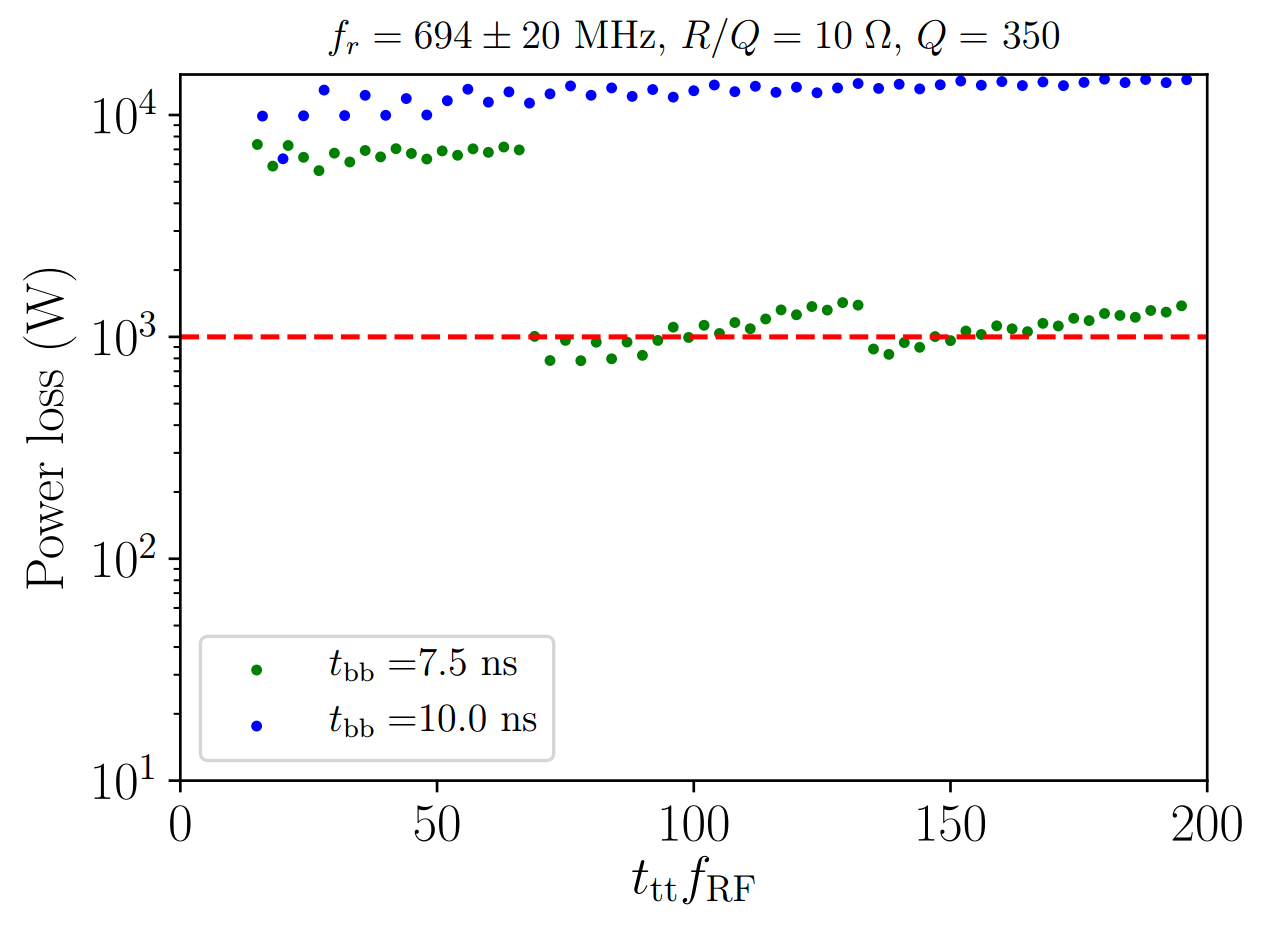 f_r = 694 ± 20 MHz, R/Q = 10 Ω, Q = 350
Power loss (W)
10^4
10^3
10^2
10^1
t_bb =7.5 ns
t_bb =10.0 ns
0 50 100 150 200
t_tt f_RF